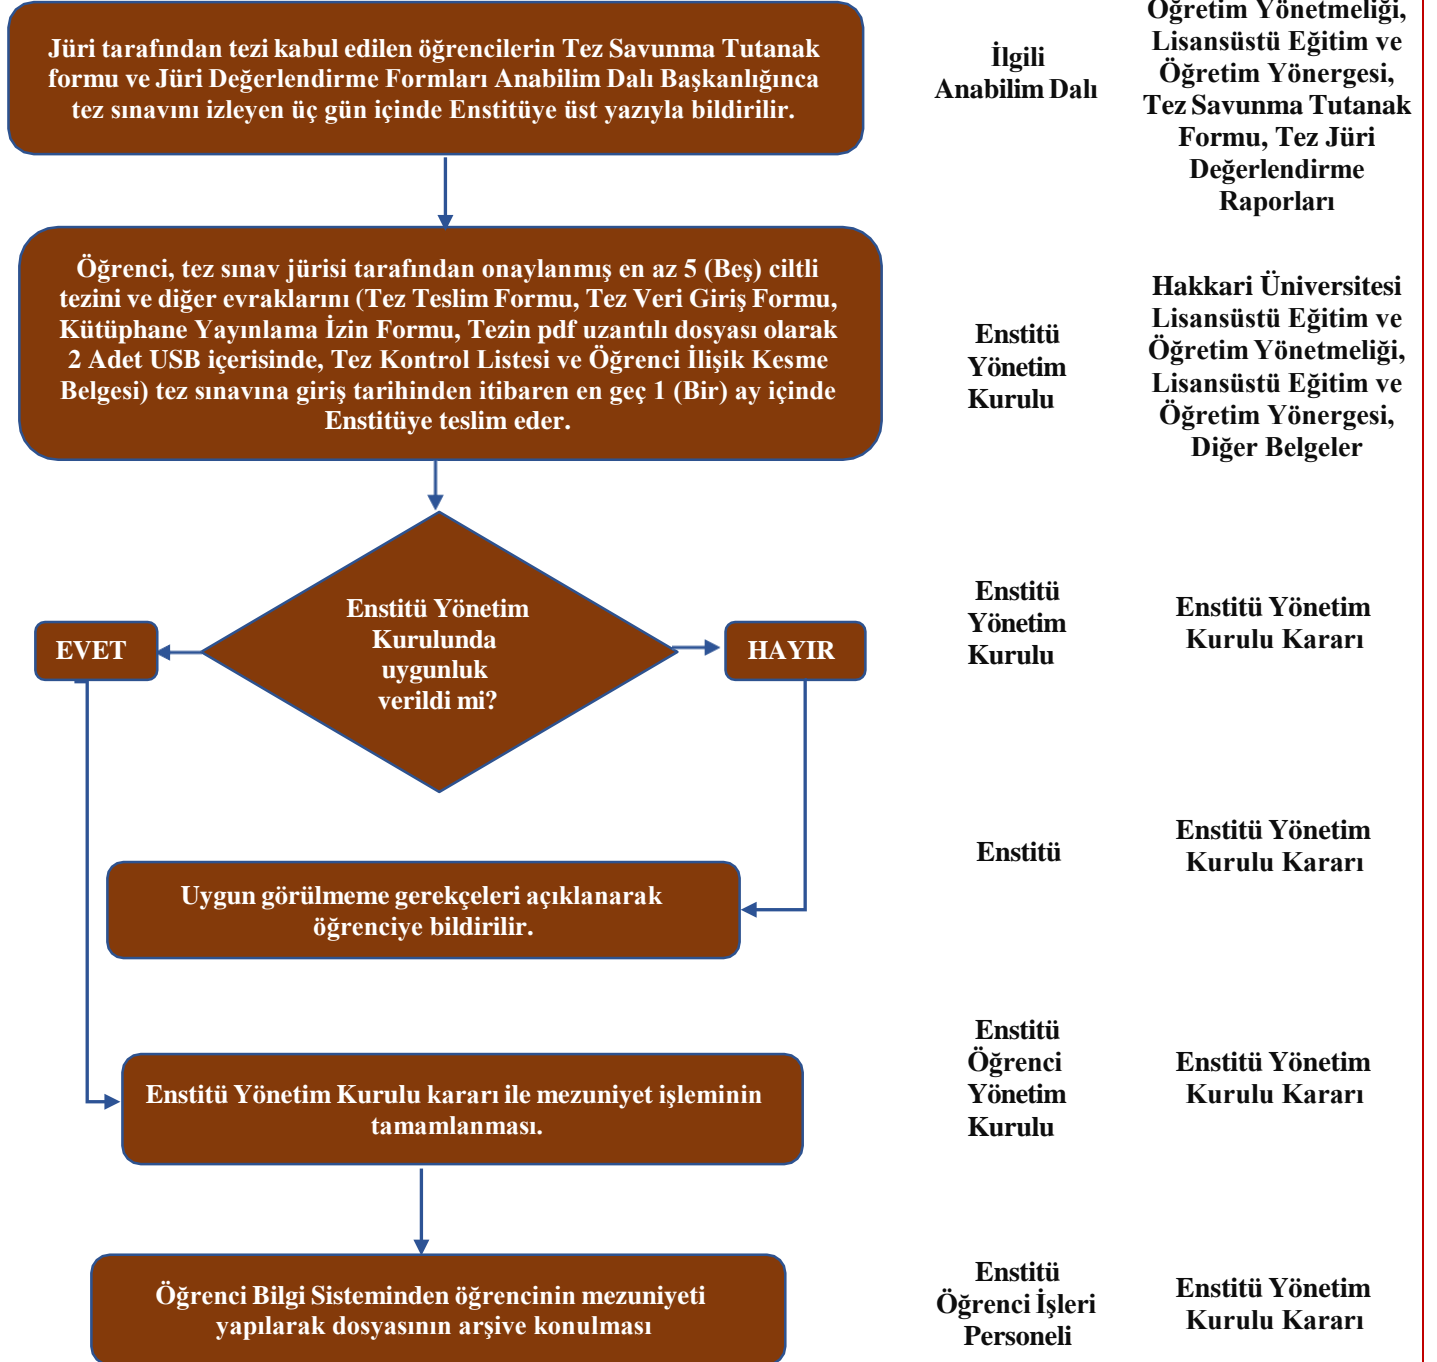 Jüri tarafından tezi kabul edilen öğrencilerin Tez Savunma Tutanak
formu ve Jüri Değerlendirme Formları Anabilim Dalı Başkanlığınca
tez sınavını izleyen üç gün içinde Enstitüye üst yazıyla bildirilir.
İlgili
Anabilim Dalı
Öğretim Yönetmeliği,
Lisansüstü Eğitim ve
Öğretim Yönergesi,
Tez Savunma Tutanak
Formu, Tez Jüri
Değerlendirme
Raporları
Öğrenci, tez sınav jürisi tarafından onaylanmış en az 5 (Beş) ciltli
tezini ve diğer evraklarını (Tez Teslim Formu, Tez Veri Giriş Formu,
Kütüphane Yayınlama İzin Formu, Tezin pdf uzantılı dosyası olarak
2 Adet USB içerisinde, Tez Kontrol Listesi ve Öğrenci İlişik Kesme
Belgesi) tez sınavına giriş tarihinden itibaren en geç 1 (Bir) ay içinde
Enstitüye teslim eder.
Enstitü
Yönetim
Kurulu
Hakkari Üniversitesi
Lisansüstü Eğitim ve
Öğretim Yönetmeliği,
Lisansüstü Eğitim ve
Öğretim Yönergesi,
Diğer Belgeler
Enstitü Yönetim
Kurulunda
uygunluk
verildi mi?
EVET
HAYIR
Enstitü
Yönetim
Kurulu
Enstitü Yönetim
Kurulu Kararı
Uygun görülmeme gerekçeleri açıklanarak
öğrenciye bildirilir.
Enstitü
Enstitü Yönetim
Kurulu Kararı
Enstitü Yönetim Kurulu kararı ile mezuniyet işleminin
tamamlanması.
Enstitü
Öğrenci
Yönetim
Kurulu
Enstitü Yönetim
Kurulu Kararı
Öğrenci Bilgi Sisteminden öğrencinin mezuniyeti
yapılarak dosyasının arşive konulması
Enstitü
Öğrenci İşleri
Personeli
Enstitü Yönetim
Kurulu Kararı